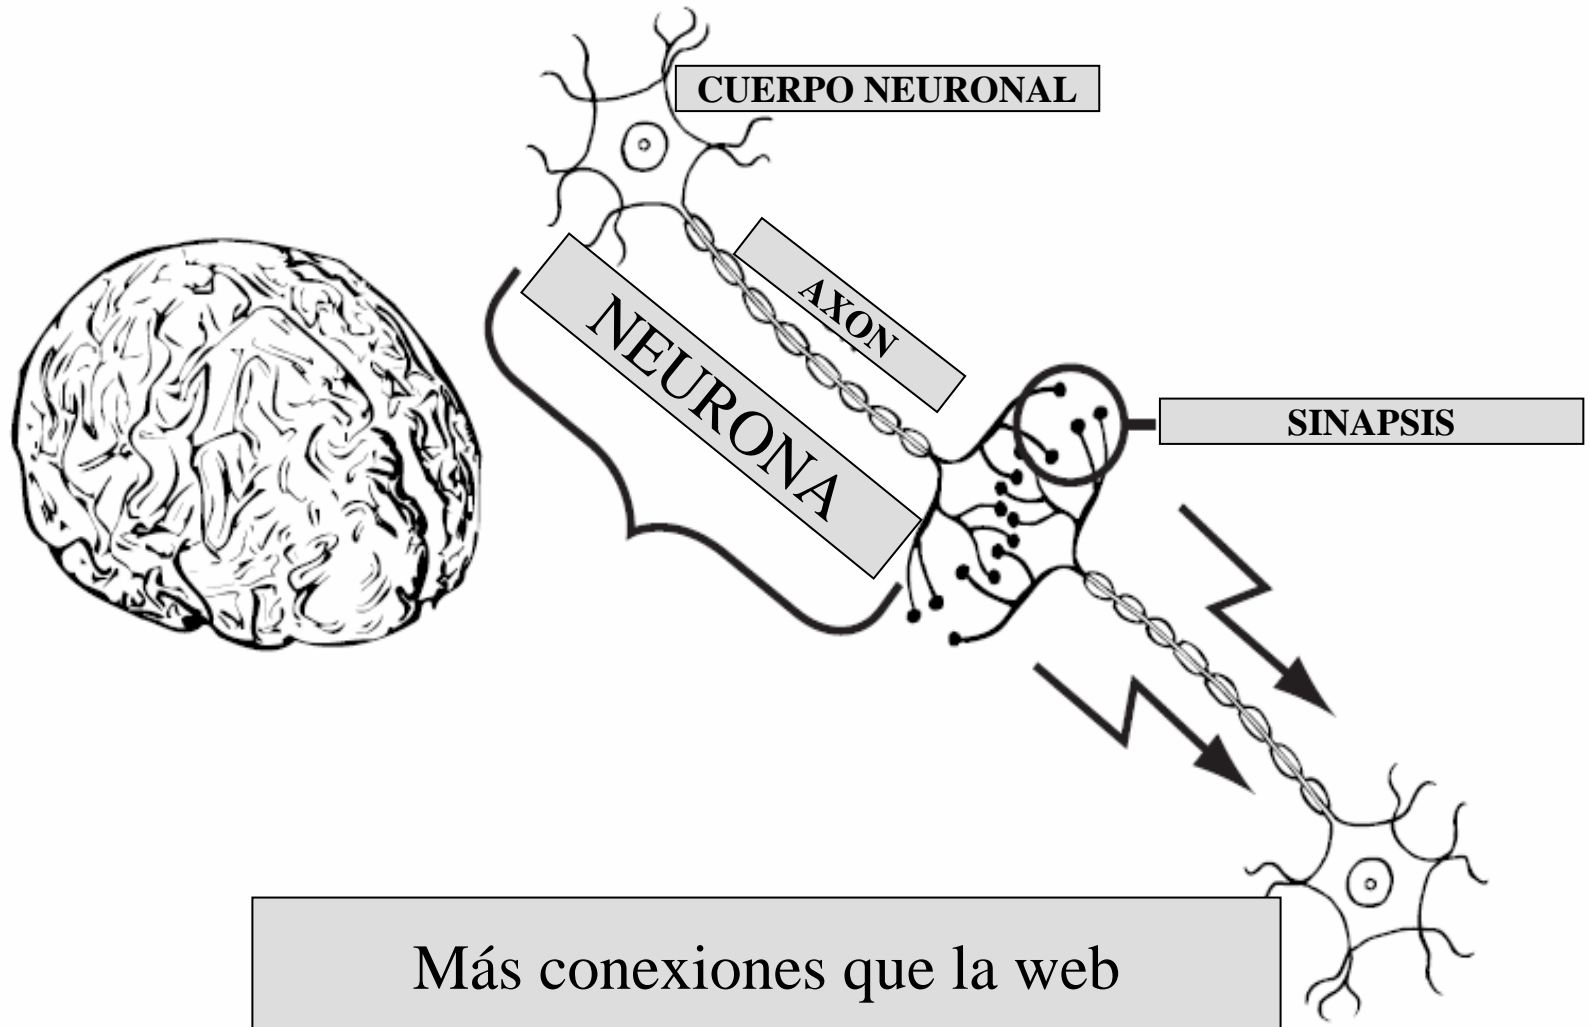 CUERPO NEURONAL
AXON
NEURONA
SINAPSIS
Más conexiones que la web